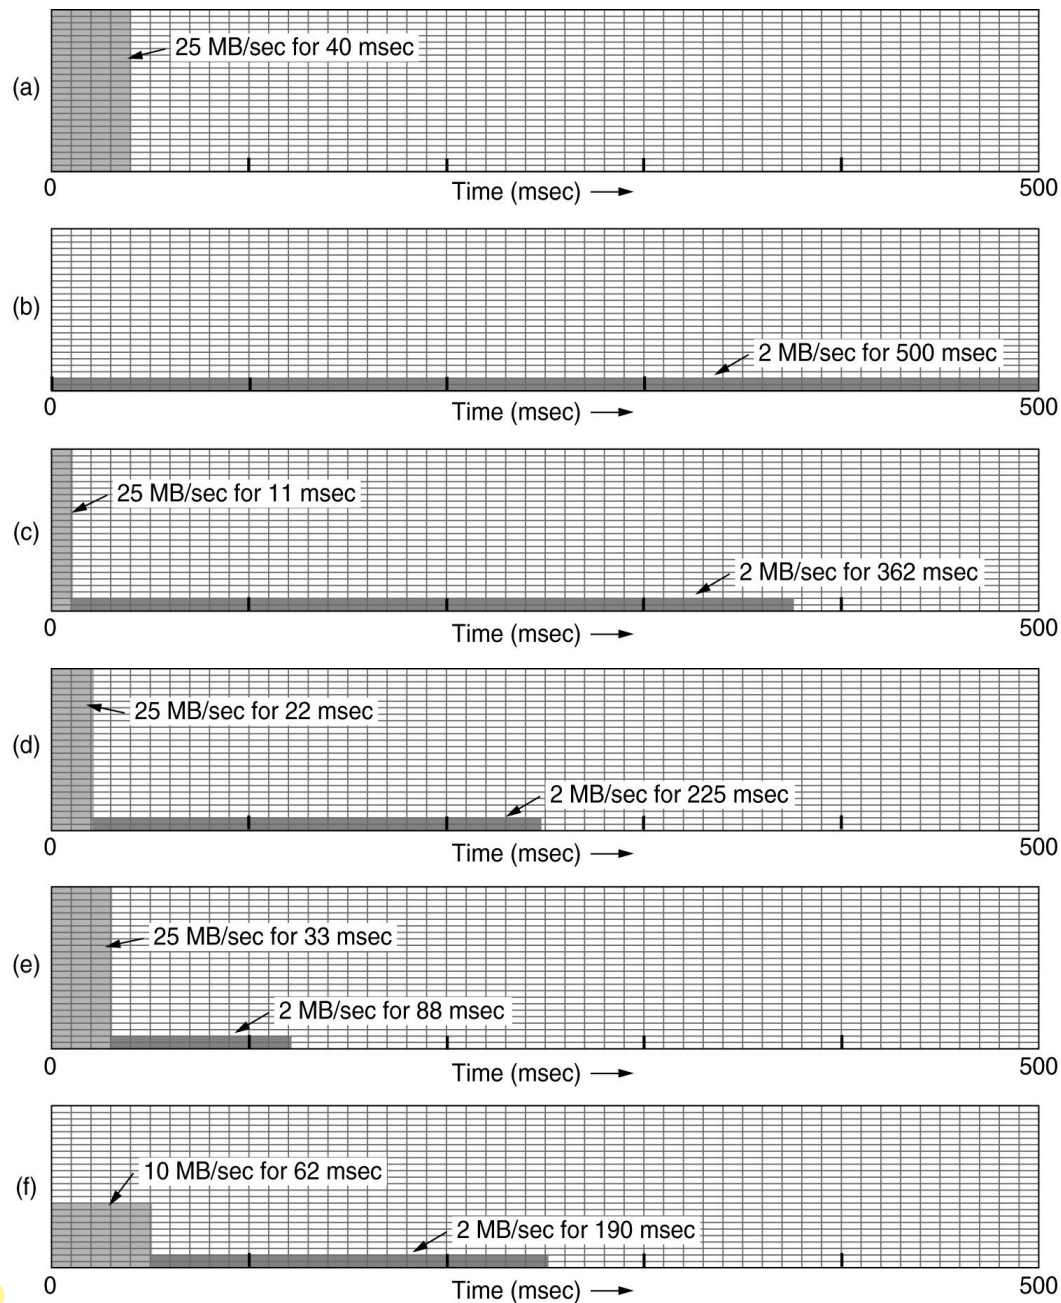 25 MB/sec for 40 msec
(a)
0 Time (msec) 500
(b)
2 MB/sec for 500 msec
0 Time (msec) 500
25 MB/sec for 11 msec
(c)
2 MB/sec for 362 msec
0 Time (msec) 500
25 MB/sec for 22 msec
(d)
2 MB/sec for 225 msec
0 Time (msec) 500
25 MB/sec for 33 msec
(e)
2 MB/sec for 88 msec
0 Time (msec) 500
10 MB/sec for 62 msec
(f)
2 MB/sec for 190 msec
0 Time (msec) 500